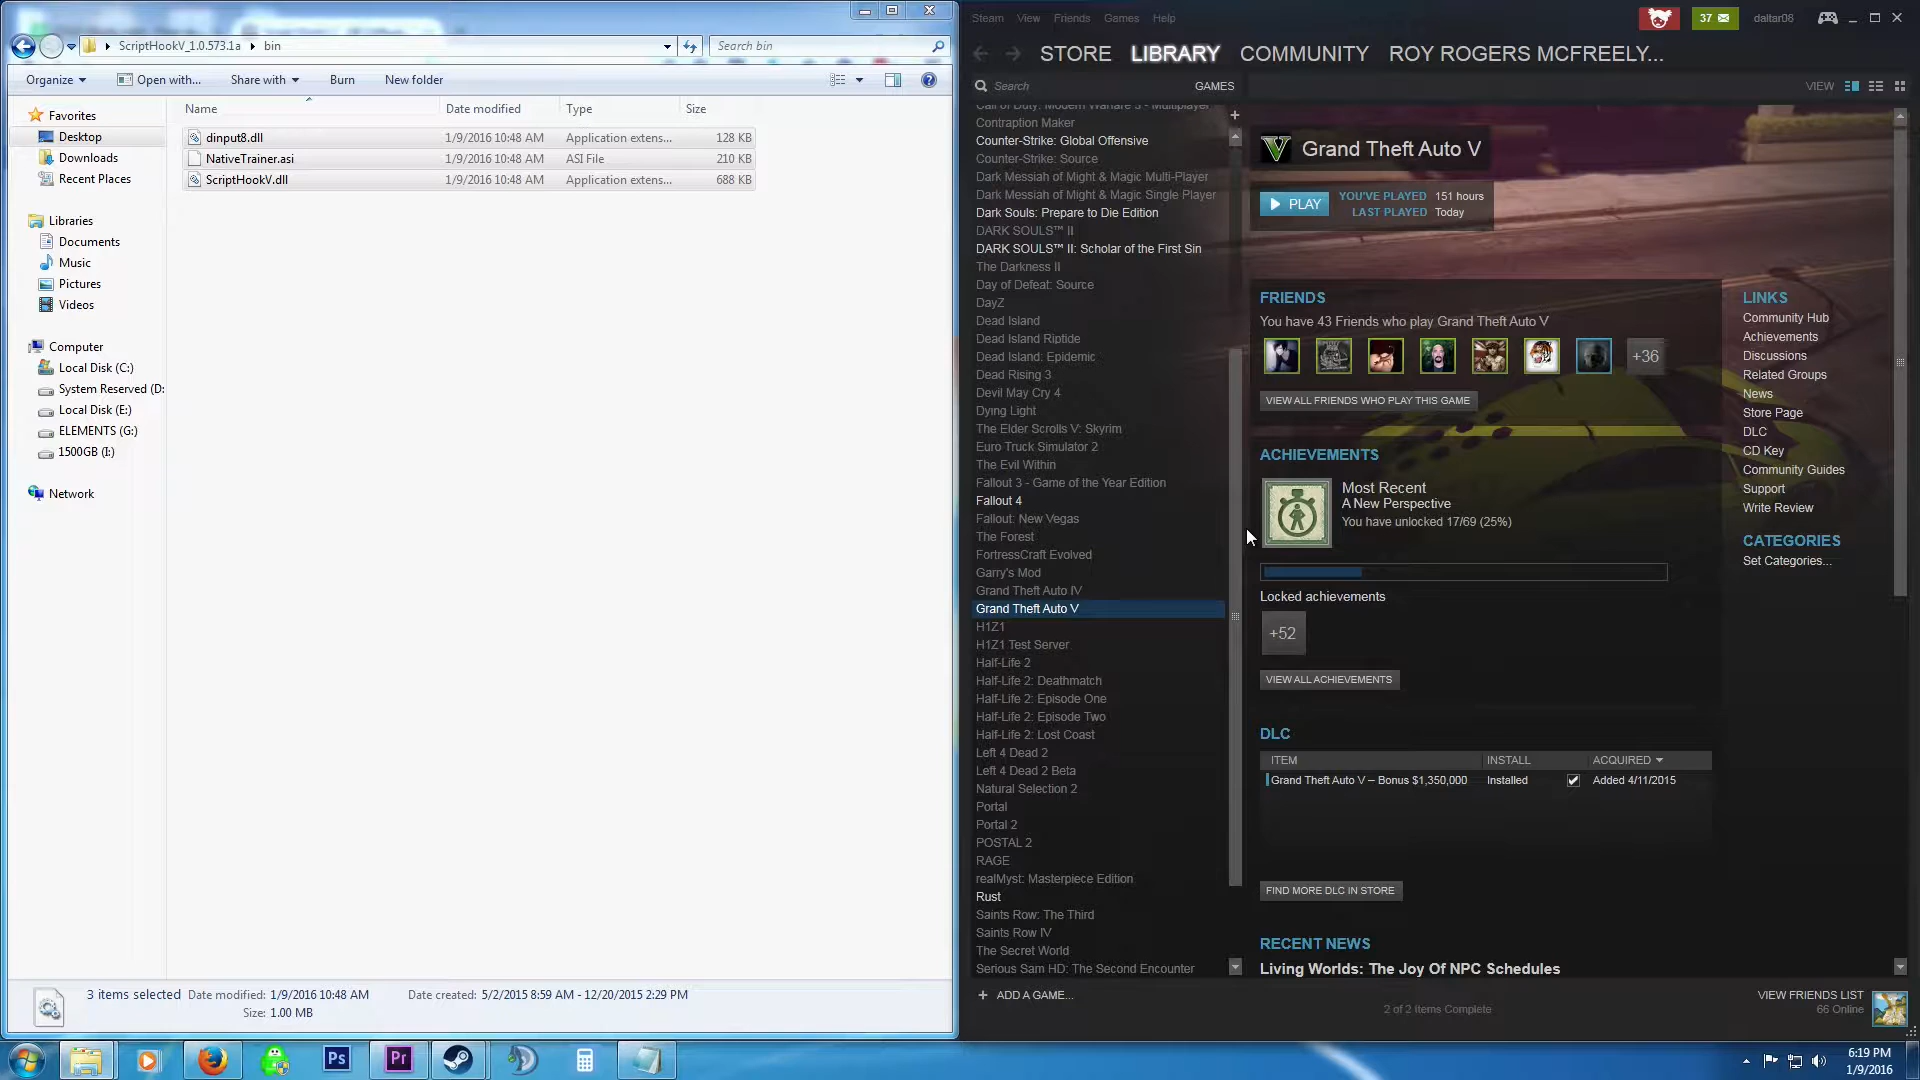 ScriptHookV_1.0.573.1a
bin
Search bin
Organize
Open with...
Share with
Burn
New folder
Name
Date modified
Type
Size
dinput8.dll
1/9/2016 10:48 AM
Application extens...
128 KB
NativeTrainer.asi
1/9/2016 10:48 AM
ASI File
210 KB
ScriptHookV.dll
1/9/2016 10:48 AM
Application extens...
688 KB
Favorites
Desktop
Downloads
Recent Places
Libraries
Documents
Music
Pictures
Videos
Computer
Local Disk (C:)
System Reserved (D:
Local Disk (E:)
ELEMENTS (G:)
1500GB (I:)
Network
3 items selected
Date modified: 1/9/2016 10:48 AM
Date created: 5/2/2015 8:59 AM - 12/20/2015 2:29 PM
Size: 1.00 MB
Steam
View
Friends
Games
Help
37
daltar06
STORE
LIBRARY
COMMUNITY
ROY ROGERS MCFREELY...
Search
GAMES
VIEW
Call of Duty: Modern Warfare 3 - Multiplayer
Contraption Maker
Counter-Strike: Global Offensive
Counter-Strike: Source
Dark Messiah of Might & Magic Multi-Player
Dark Messiah of Might & Magic Single Player
Dark Souls: Prepare to Die Edition
DARK SOULS™ II
DARK SOULS™ II: Scholar of the First Sin
The Darkness II
Day of Defeat: Source
DayZ
Dead Island
Dead Island Riptide
Dead Island: Epidemic
Dead Rising 3
Devil May Cry 4
Dying Light
The Elder Scrolls V: Skyrim
Euro Truck Simulator 2
The Evil Within
Fallout 3 - Game of the Year Edition
Fallout 4
Fallout: New Vegas
The Forest
FortressCraft Evolved
Garry's Mod
Grand Theft Auto IV
Grand Theft Auto V
H1Z1
H1Z1 Test Server
Half-Life 2
Half-Life 2: Deathmatch
Half-Life 2: Episode One
Half-Life 2: Episode Two
Half-Life 2: Lost Coast
Left 4 Dead 2
Left 4 Dead 2 Beta
Natural Selection 2
Portal
Portal 2
POSTAL 2
RAGE
realMyst: Masterpiece Edition
Rust
Saints Row: The Third
Saints Row IV
The Secret World
Serious Sam HD: The Second Encounter
ADD A GAME...
Grand Theft Auto V
PLAY
YOU'VE PLAYED 151 hours
LAST PLAYED Today
FRIENDS
You have 43 Friends who play Grand Theft Auto V
+36
VIEW ALL FRIENDS WHO PLAY THIS GAME
ACHIEVEMENTS
Most Recent
A New Perspective
You have unlocked 17/69 (25%)
Locked achievements
+52
VIEW ALL ACHIEVEMENTS
DLC
ITEM
INSTALL
ACQUIRED
Grand Theft Auto V – Bonus $1,350,000
Installed
Added 4/11/2015
FIND MORE DLC IN STORE
RECENT NEWS
Living Worlds: The Joy Of NPC Schedules
LINKS
Community Hub
Achievements
Discussions
Related Groups
News
Store Page
DLC
CD Key
Community Guides
Support
Write Review
CATEGORIES
Set Categories...
2 of 2 Items Complete
VIEW FRIENDS LIST
66 Online
Ps
Pr
6:19 PM
1/9/2016